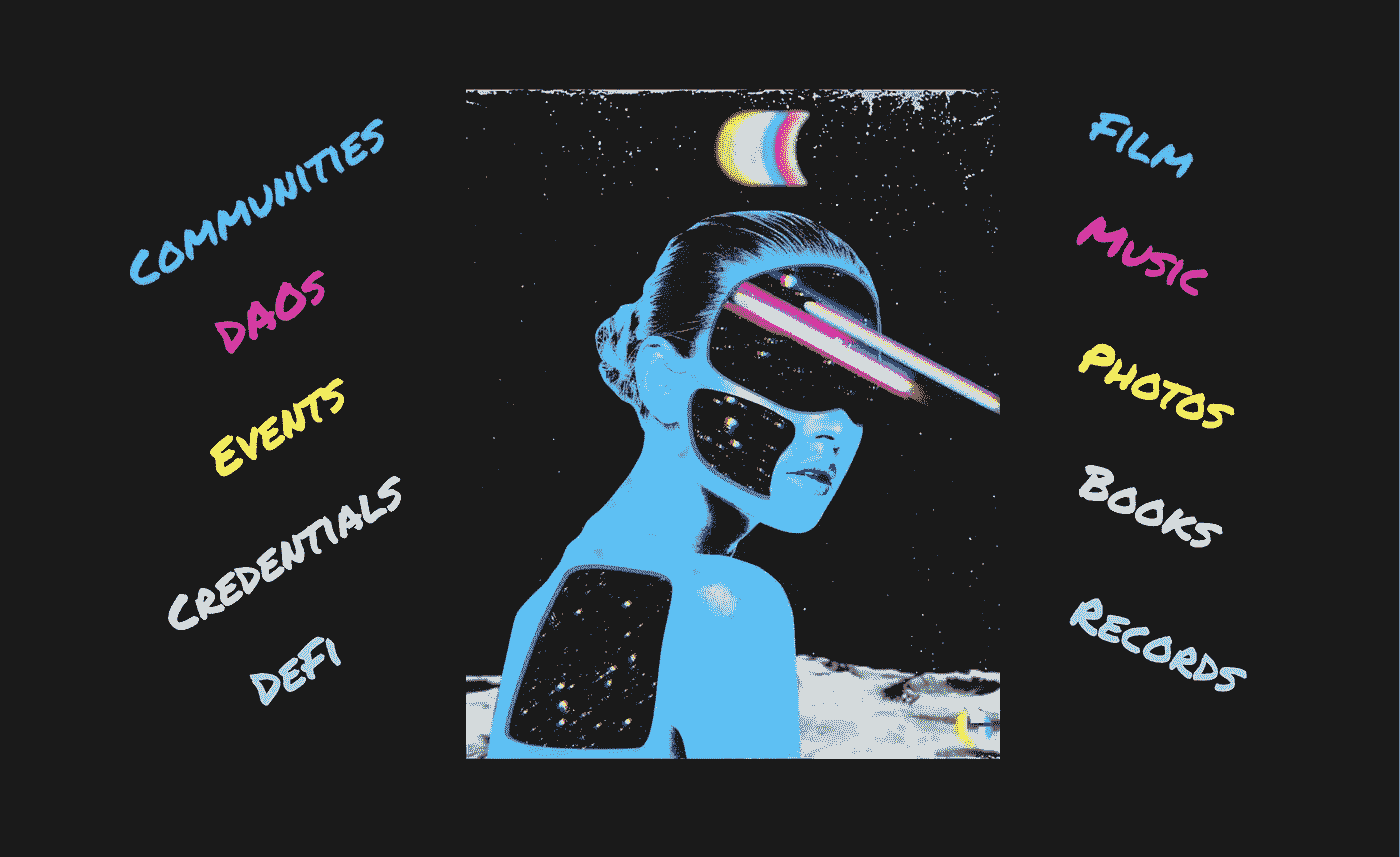 Communities
DAOs
Events
Credentials
DeFi
Film
Music
Photos
Books
Records